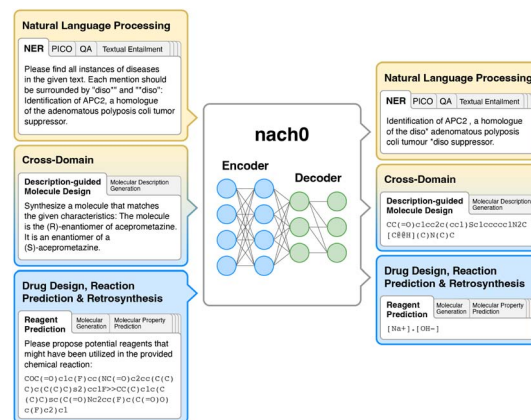 Natural Language Processing
NER PICO QA Textual Entailment
Please find all instances of diseases
in the given text. Each mention should
be surrounded by "diso*" and "*diso":
Identification of APC2, a homologue
of the adenomatous polyposis coli tumor
suppressor.
Cross-Domain
Description-guided
Molecule Design
Molecular Description
Generation
Synthesize a molecule that matches
the given characteristics: The molecule
is the (R)-enantiomer of aceprometazine.
It is an enantiomer of a
(S)-aceprometazine.
Drug Design, Reaction
Prediction & Retrosynthesis
Reagent
Prediction
Molecular
Generation
Molecular Property
Prediction
Please propose potential reagents that
might have been utilized in the provided
chemical reaction:
COC(=O)c1c(F)cc(NC(=O)c2cc(C(C)
C)c(C(C)C)s2)cc1F>>CC(C)c1c(C
(C)C)sc(C(=O)Nc2cc(F)c(C(=O)O)
c(F)c2)c1
nach0
Encoder
Decoder
Natural Language Processing
NER PICO QA Textual Entailment
Identification of APC2 , a homologue
of the diso* adenomatous polyposis
coli tumour *diso suppressor.
Cross-Domain
Description-guided
Molecule Design
Molecular Description
Generation
CC(=O)c1cc2c(cc1)Sc1ccccc1N2C
[C@@H](C)N(C)C
Drug Design, Reaction
Prediction & Retrosynthesis
Reagent
Prediction
Molecular
Generation
Molecular Property
Prediction
[Na+].[OH-]